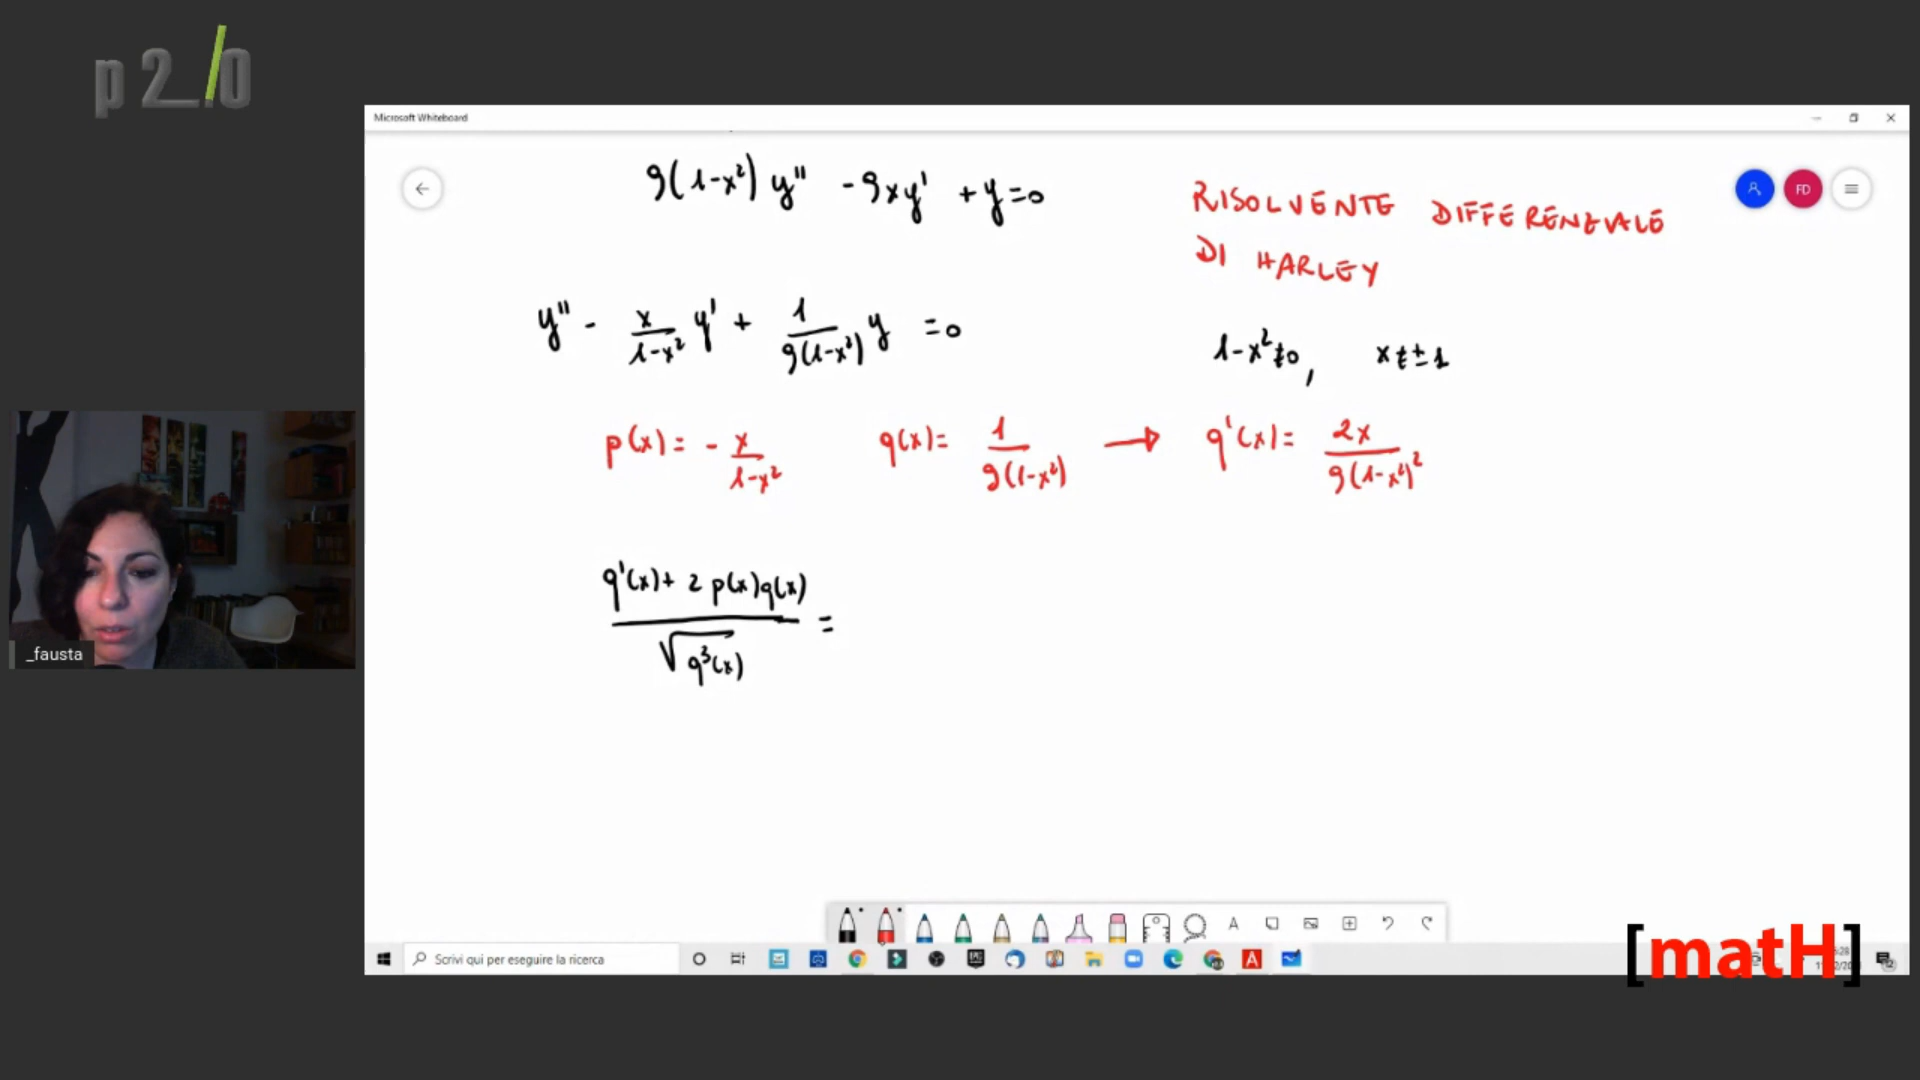 p 2_/0
Microsoft Whiteboard
9(1-x²) y'' - 9xy' + y = 0
RISOLVENTE DIFFERENZIALE
DI HARLEY
FD
y'' - x/(1-x²) y' + 1/(9(1-x²)) y = 0
1-x²≠0, x≠±1
p(x) = - x/(1-x²) q(x) = 1/(9(1-x²)) → q'(x) = 2x/(9(1-x²)²)
(q'(x) + 2 p(x)q(x))/√q³(x) =
_fausta
A
Scrivi qui per eseguire la ricerca
[matH]